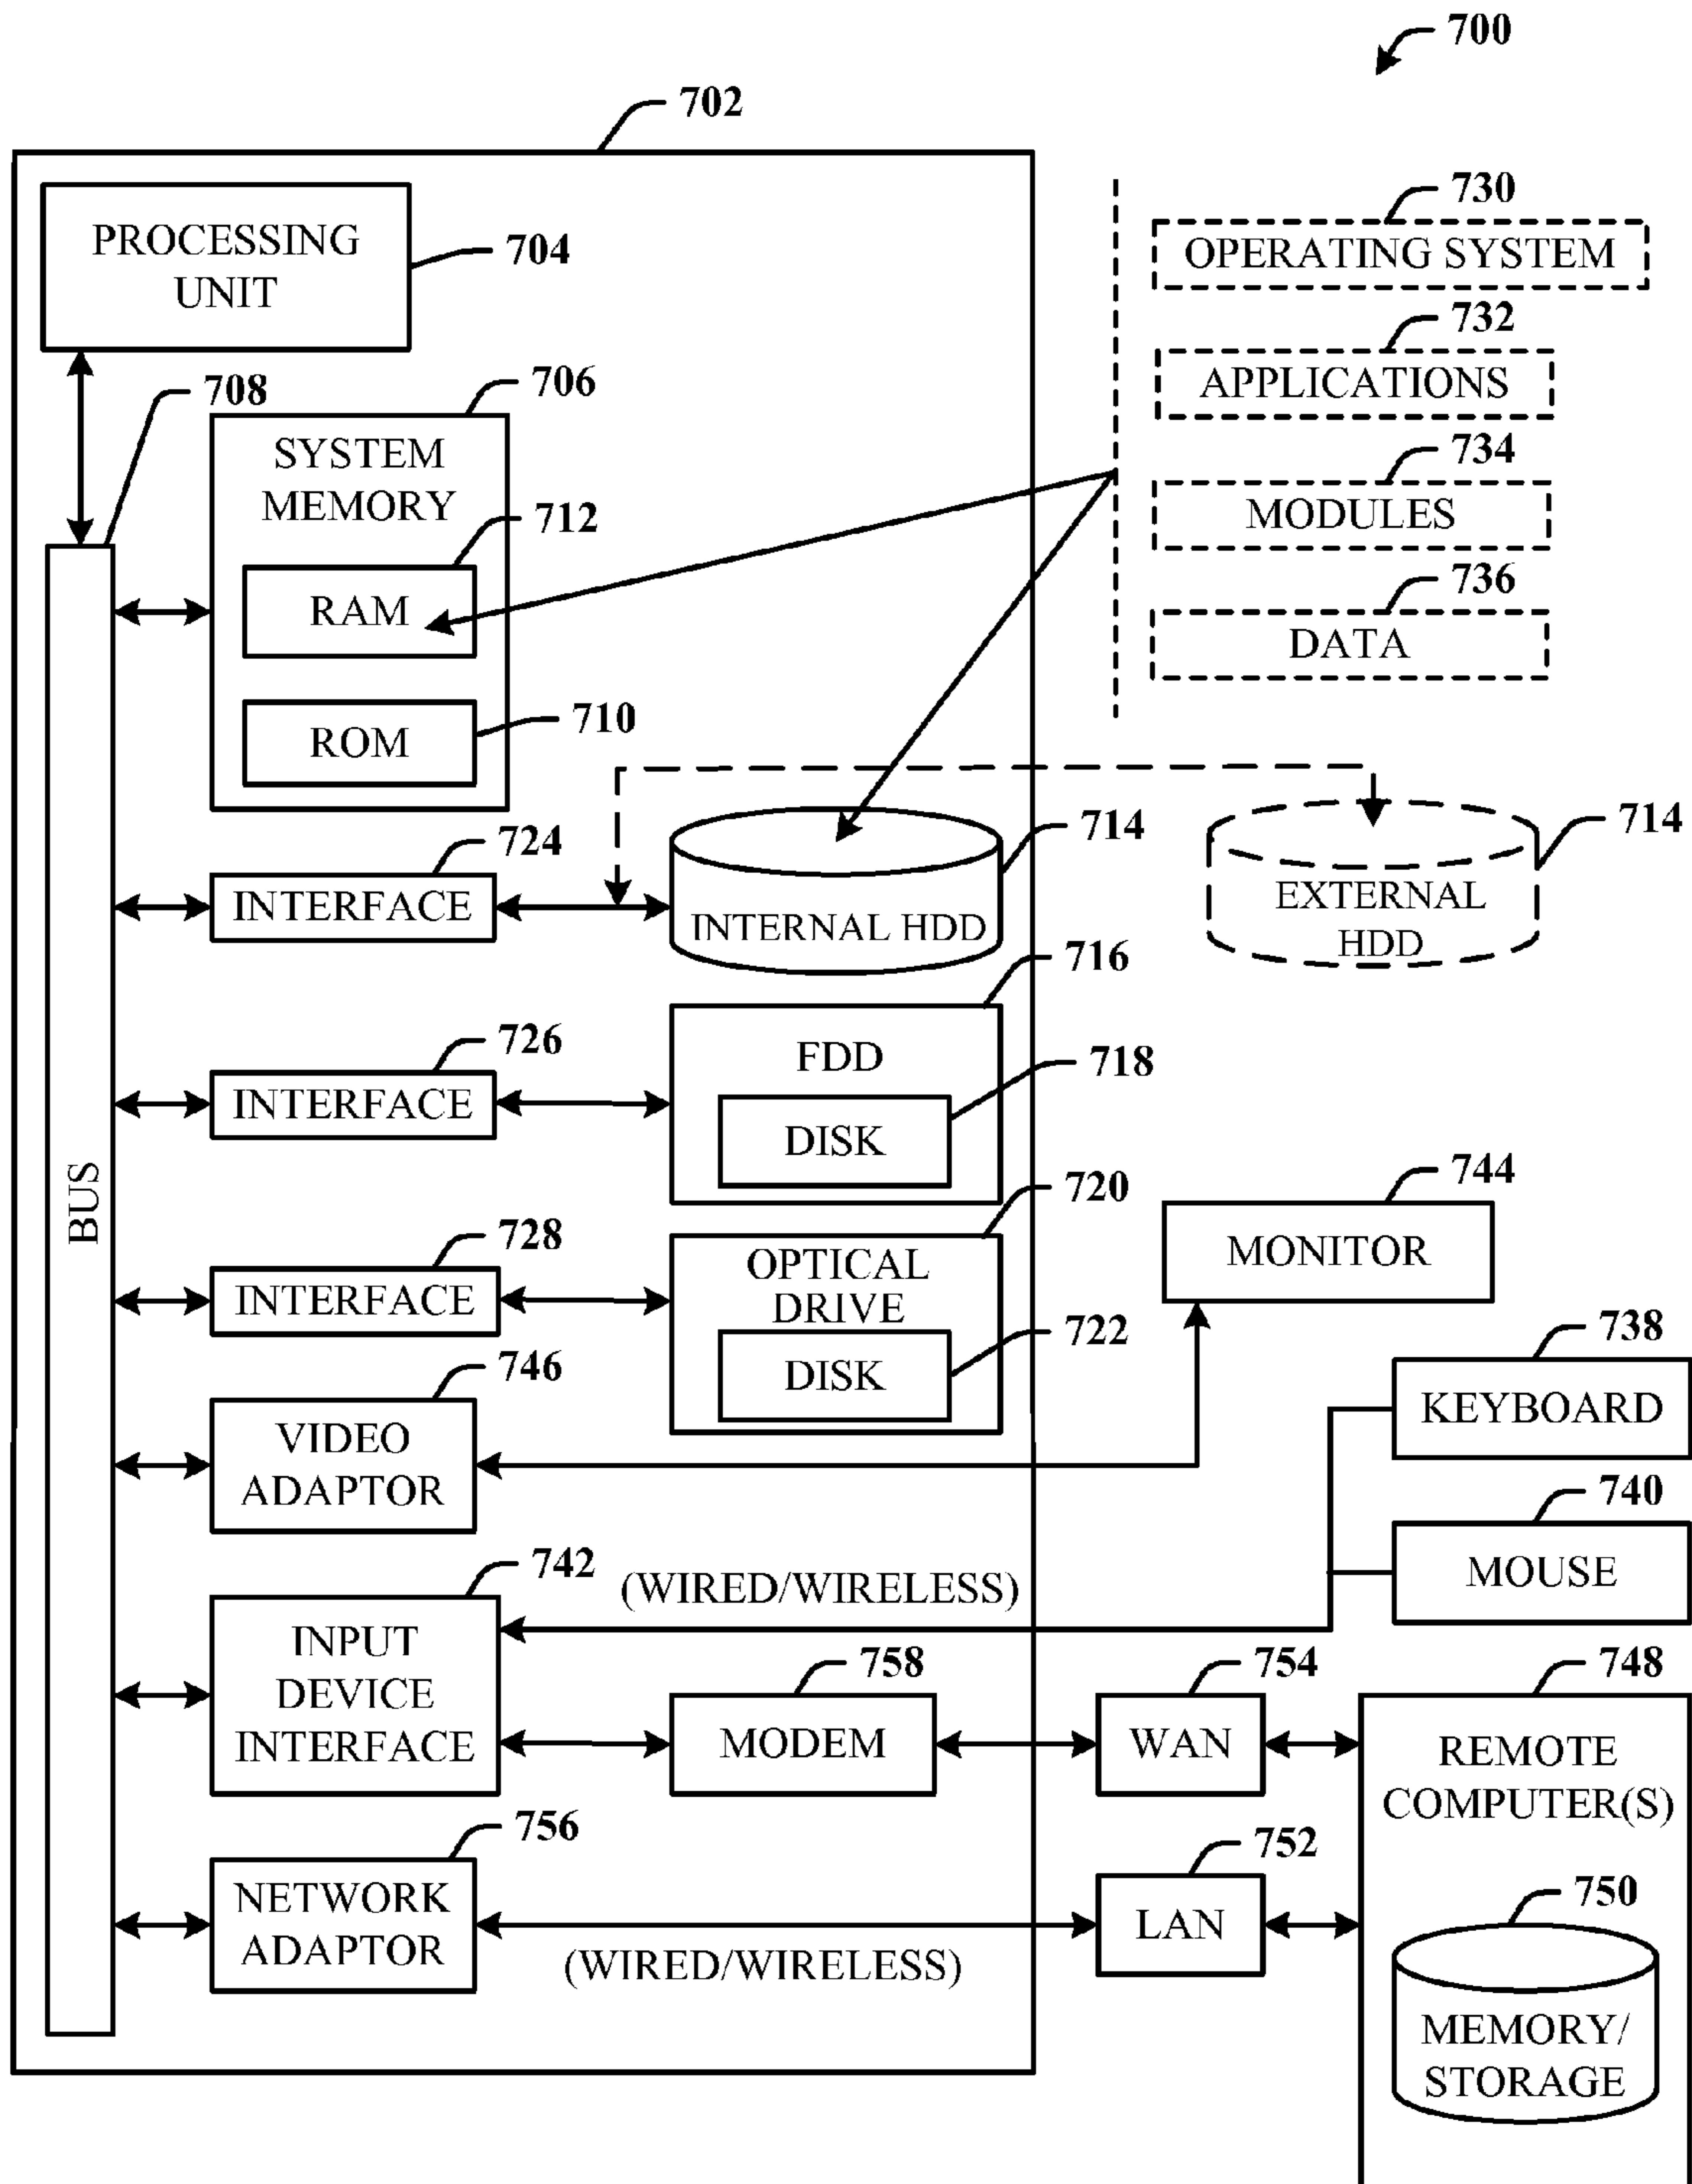 700
702
PROCESSING
UNIT
704
730
OPERATING SYSTEM
732
APPLICATIONS
734
MODULES
736
DATA
708
706
SYSTEM
MEMORY
712
RAM
710
ROM
724
INTERFACE
714
INTERNAL HDD
714
EXTERNAL
HDD
716
FDD
718
DISK
726
INTERFACE
BUS
720
OPTICAL
DRIVE
722
DISK
728
INTERFACE
744
MONITOR
738
KEYBOARD
746
VIDEO
ADAPTOR
740
MOUSE
742
INPUT
DEVICE
INTERFACE
(WIRED/WIRELESS)
758
MODEM
754
WAN
748
REMOTE
COMPUTER(S)
756
NETWORK
ADAPTOR
(WIRED/WIRELESS)
752
LAN
750
MEMORY/
STORAGE